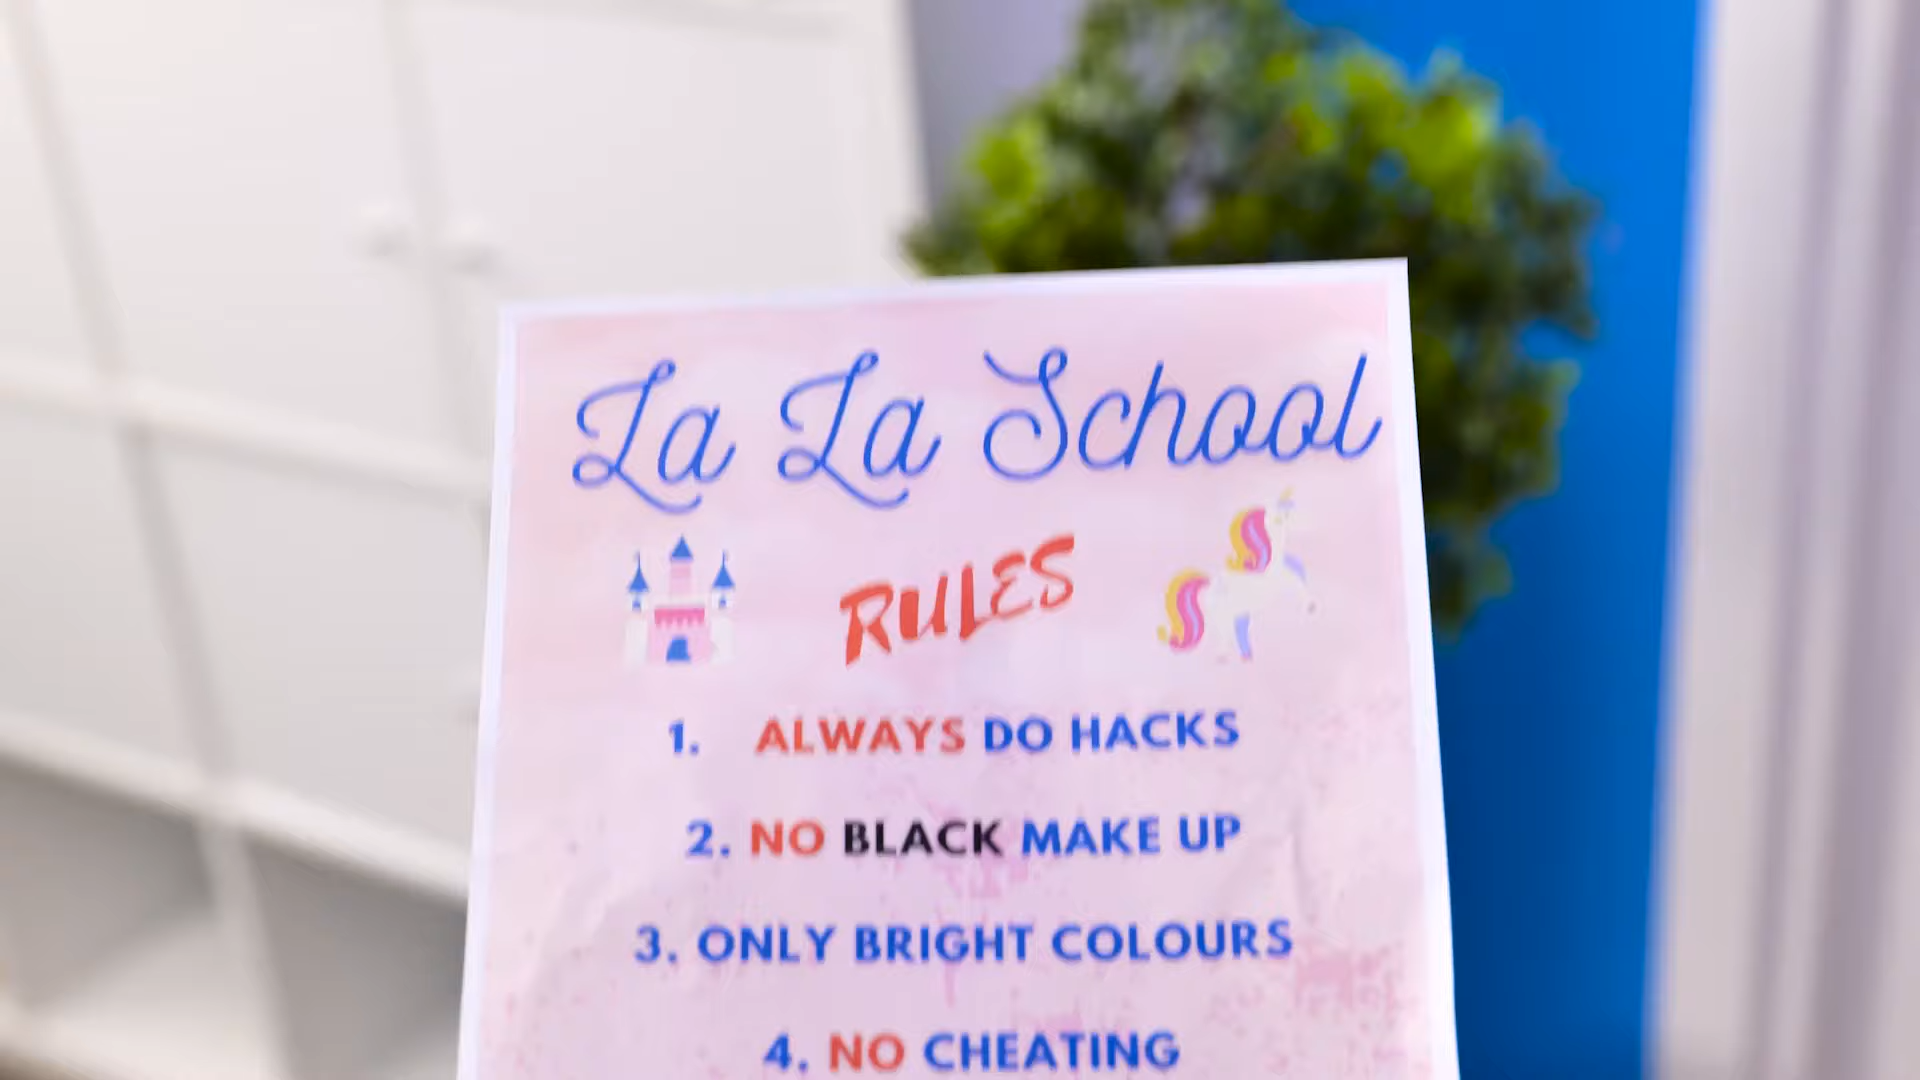 La La School
RULES
1. ALWAYS DO HACKS
2. NO BLACK MAKE UP
3. ONLY BRIGHT COLOURS
4. NO CHEATING